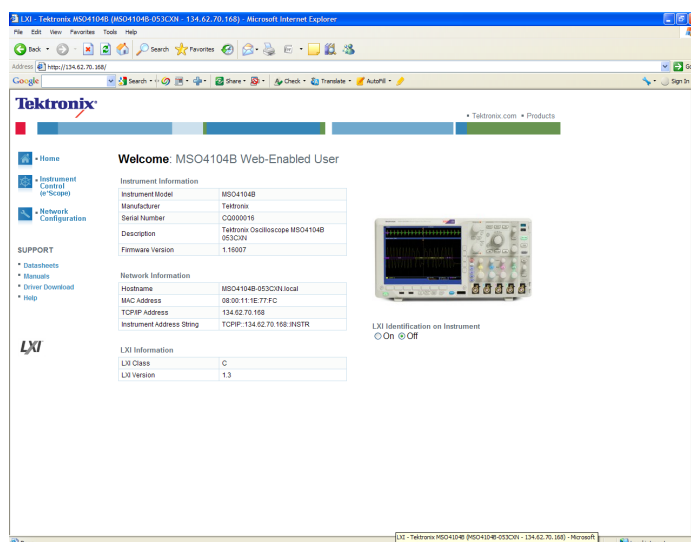 LXI - Tektronix MSO4104B (MSO4104B-053CXN - 134.62.70.168) - Microsoft Internet Explorer
File Edit View Favorites Tools Help
Back Search Favorites
Address http://134.62.70.168/ Go
Google Search Share Check Translate AutoFill Sign In
Tektronix
Tektronix.com Products
Home
Welcome: MSO4104B Web-Enabled User
Instrument
Control
(e*Scope)
Network
Configuration
Instrument Information
Instrument Model MSO4104B
Manufacturer Tektronix
Serial Number CQ000016
Description Tektronix Oscilloscope MSO4104B
053CXN
Firmware Version 1.16007
SUPPORT
Datasheets
Manuals
Driver Download
Help
Network Information
Hostname MSO4104B-053CXN.local
MAC Address 08:00:11:1E:77:FC
TCP/IP Address 134.62.70.168
Instrument Address String TCPIP::134.62.70.168::INSTR
LXI Identification on Instrument
On Off
LXI
LXI Information
LXI Class C
LXI Version 1.3
LXI - Tektronix MSO4104B (MSO4104B-053CXN - 134.62.70.168) - Microsoft